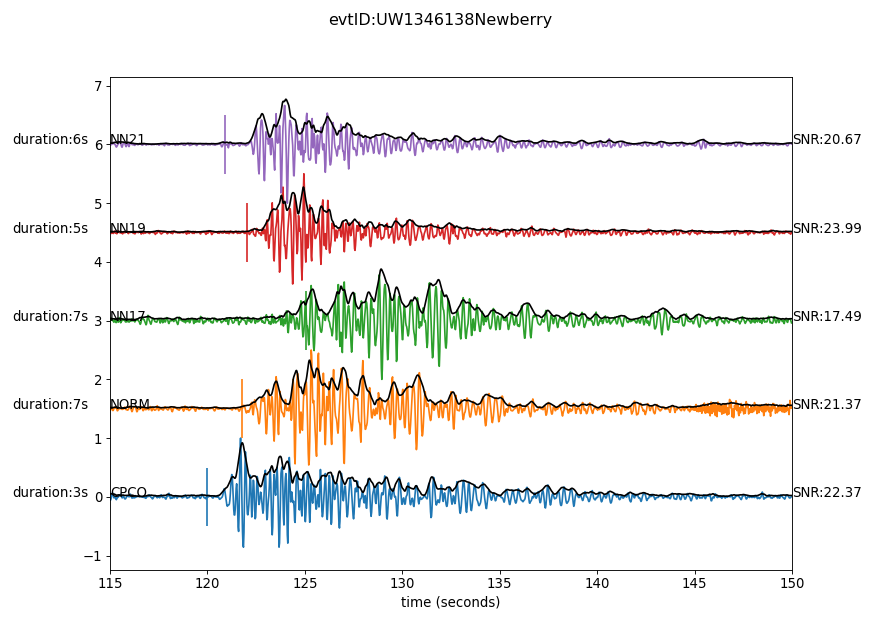 evtID:UW1346138Newberry
7
duration:6s NN21 6 SNR:20.67
5
duration:5s NN19 SNR:23.99
4
duration:7s NN17 3 SNR:17.49
2
duration:7s NORM SNR:21.37
1
duration:3s CPCO 0 SNR:22.37
−1
115 120 125 130 135 140 145 150
time (seconds)